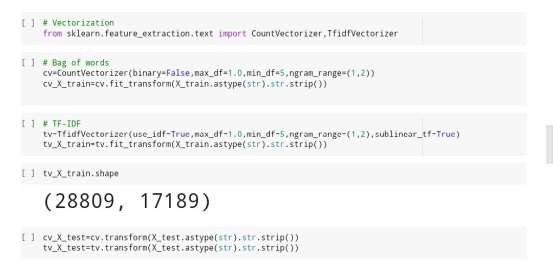 [ ] # Vectorization
from sklearn.feature_extraction.text import CountVectorizer,TfidfVectorizer
[ ] # Bag of words
cv=CountVectorizer(binary=False,max_df=1.0,min_df=5,ngram_range=(1,2))
cv_X_train=cv.fit_transform(X_train.astype(str).str.strip())
[ ] # TF-IDF
tv=TfidfVectorizer(use_idf=True,max_df=1.0,min_df=5,ngram_range=(1,2),sublinear_tf=True)
tv_X_train=tv.fit_transform(X_train.astype(str).str.strip())
[ ] tv_X_train.shape
(28809, 17189)
[ ] cv_X_test=cv.transform(X_test.astype(str).str.strip())
tv_X_test=tv.transform(X_test.astype(str).str.strip())